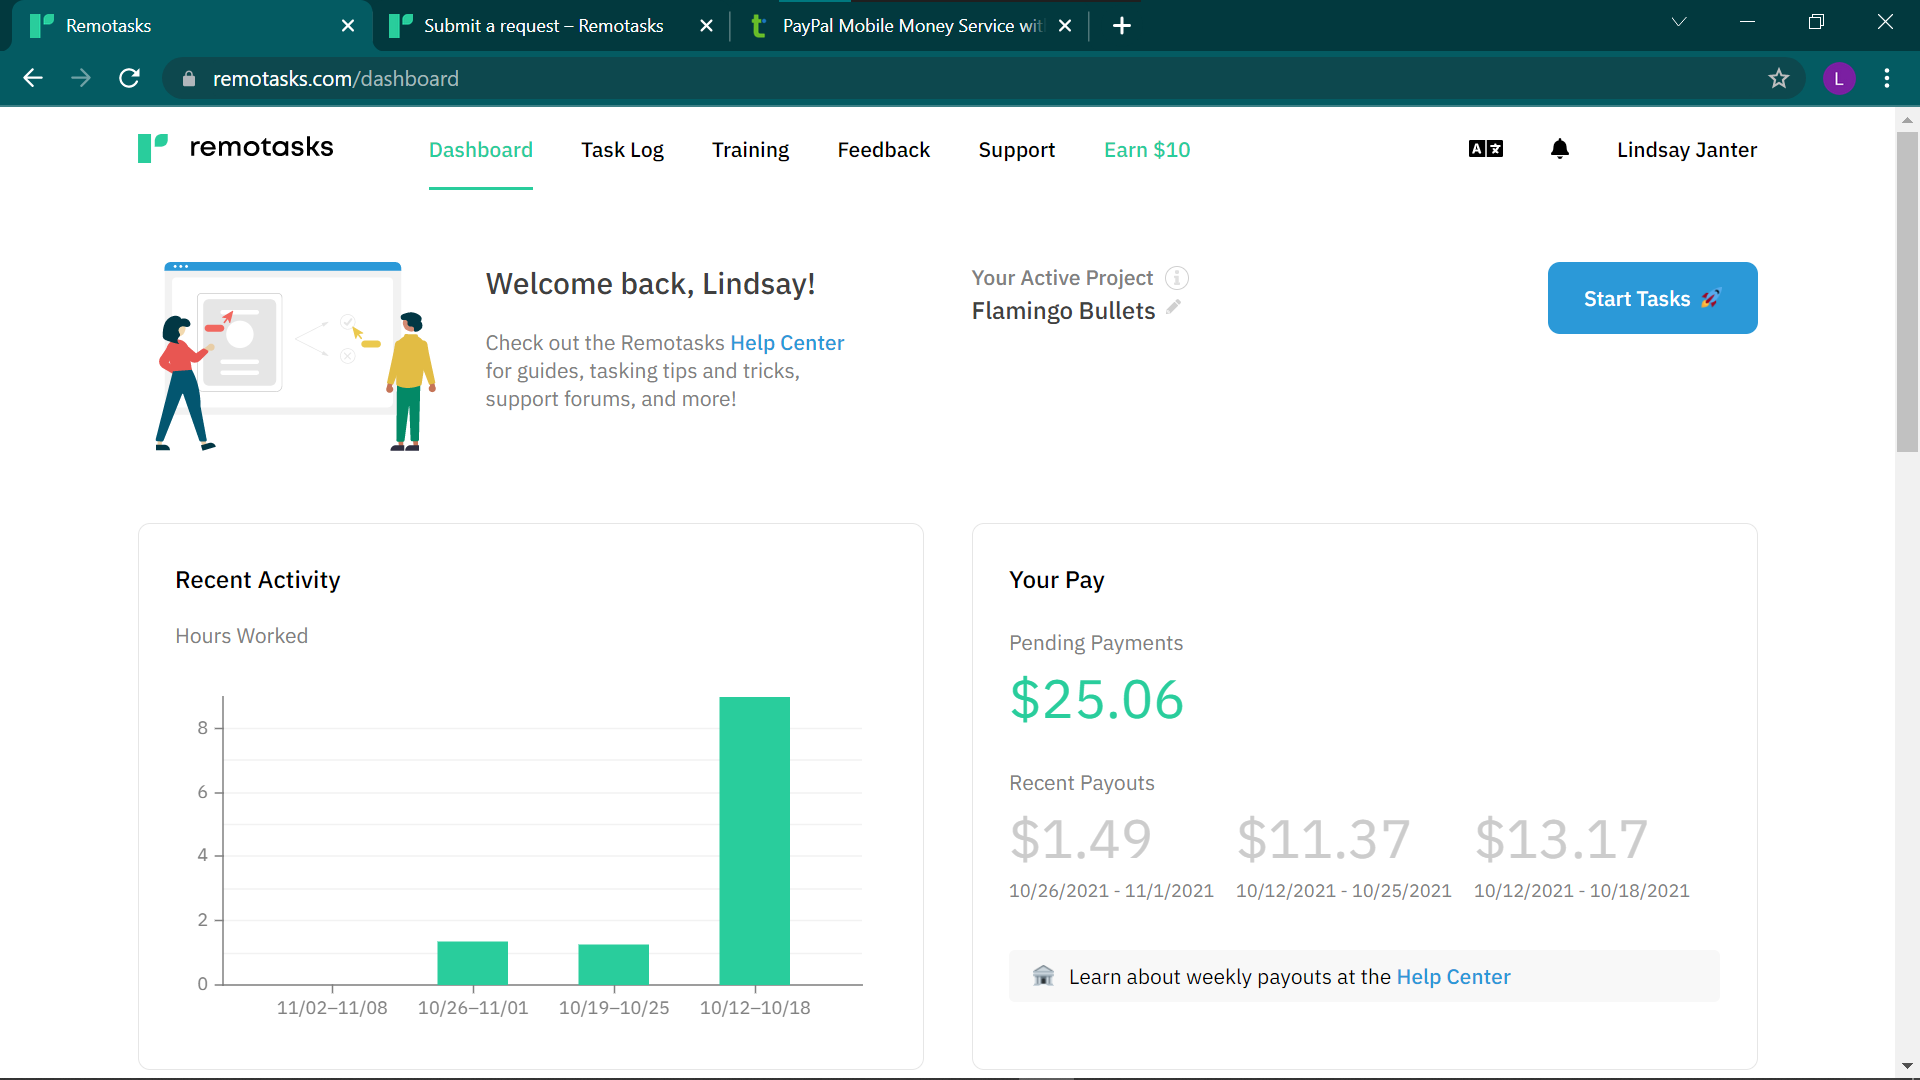 Remotasks
Submit a request – Remotasks
PayPal Mobile Money Service wit
remotasks.com/dashboard
L
remotasks
Dashboard
Task Log
Training
Feedback
Support
Earn $10
Lindsay Janter
Welcome back, Lindsay!
Check out the Remotasks Help Center
for guides, tasking tips and tricks,
support forums, and more!
Your Active Project
Flamingo Bullets
Start Tasks 🚀
Recent Activity
Hours Worked
8
6
4
2
0
11/02–11/08
10/26–11/01
10/19–10/25
10/12–10/18
Your Pay
Pending Payments
$25.06
Recent Payouts
$1.49
$11.37
$13.17
10/26/2021 - 11/1/2021
10/12/2021 - 10/25/2021
10/12/2021 - 10/18/2021
Learn about weekly payouts at the Help Center